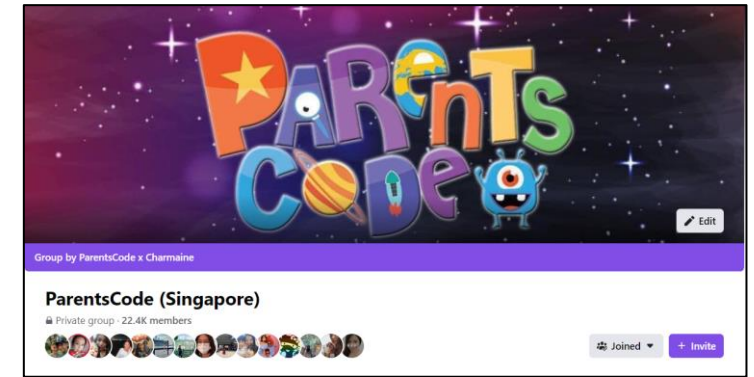 PARENTS
CODE
Edit
Group by ParentsCode x Charmaine
ParentsCode (Singapore)
Private group · 22.4K members
Joined
+ Invite